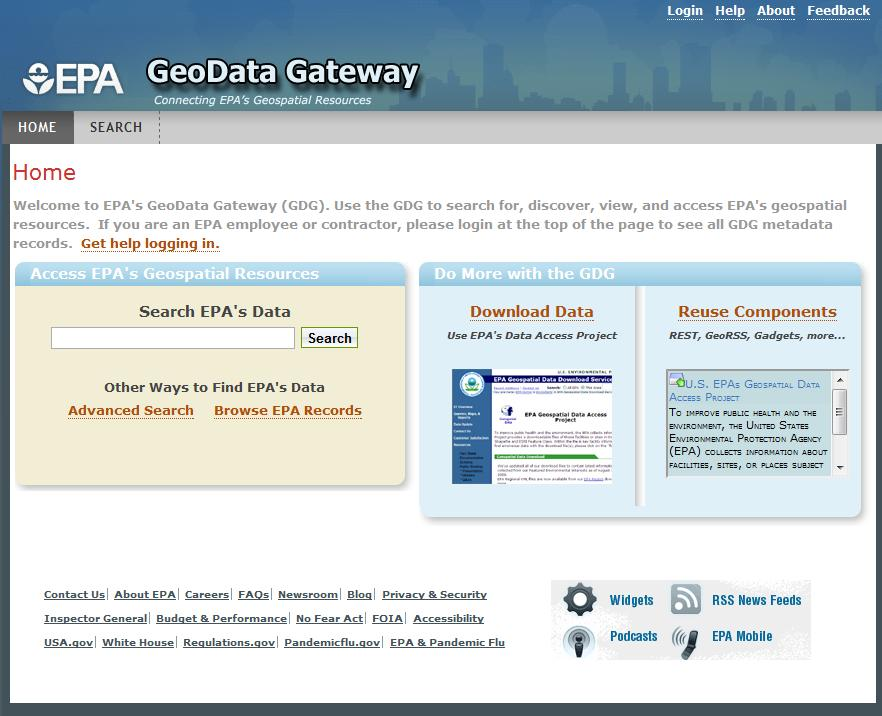 Login Help About Feedback
EPA GeoData Gateway
Connecting EPA's Geospatial Resources
HOME SEARCH
Home
Welcome to EPA's GeoData Gateway (GDG). Use the GDG to search for, discover, view, and access EPA's geospatial
resources. If you are an EPA employee or contractor, please login at the top of the page to see all GDG metadata
records. Get help logging in.
Access EPA's Geospatial Resources
Search EPA's Data
Search
Other Ways to Find EPA's Data
Advanced Search Browse EPA Records
Do More with the GDG
Download Data
Use EPA's Data Access Project
U.S. ENVIRONMENTAL P
EPA Geospatial Data Download Service
EPA Geospatial Data Access
Project
Reuse Components
REST, GeoRSS, Gadgets, more...
U.S. EPAs Geospatial Data
Access Project
To improve public health and the
environment, the United States
Environmental Protection Agency
(EPA) collects information about
facilities, sites, or places subject
Contact Us| About EPA| Careers| FAQs| Newsroom| Blog| Privacy & Security
Inspector General| Budget & Performance| No Fear Act| FOIA| Accessibility
USA.gov| White House| Regulations.gov| Pandemicflu.gov| EPA & Pandemic Flu
Widgets RSS News Feeds
Podcasts EPA Mobile